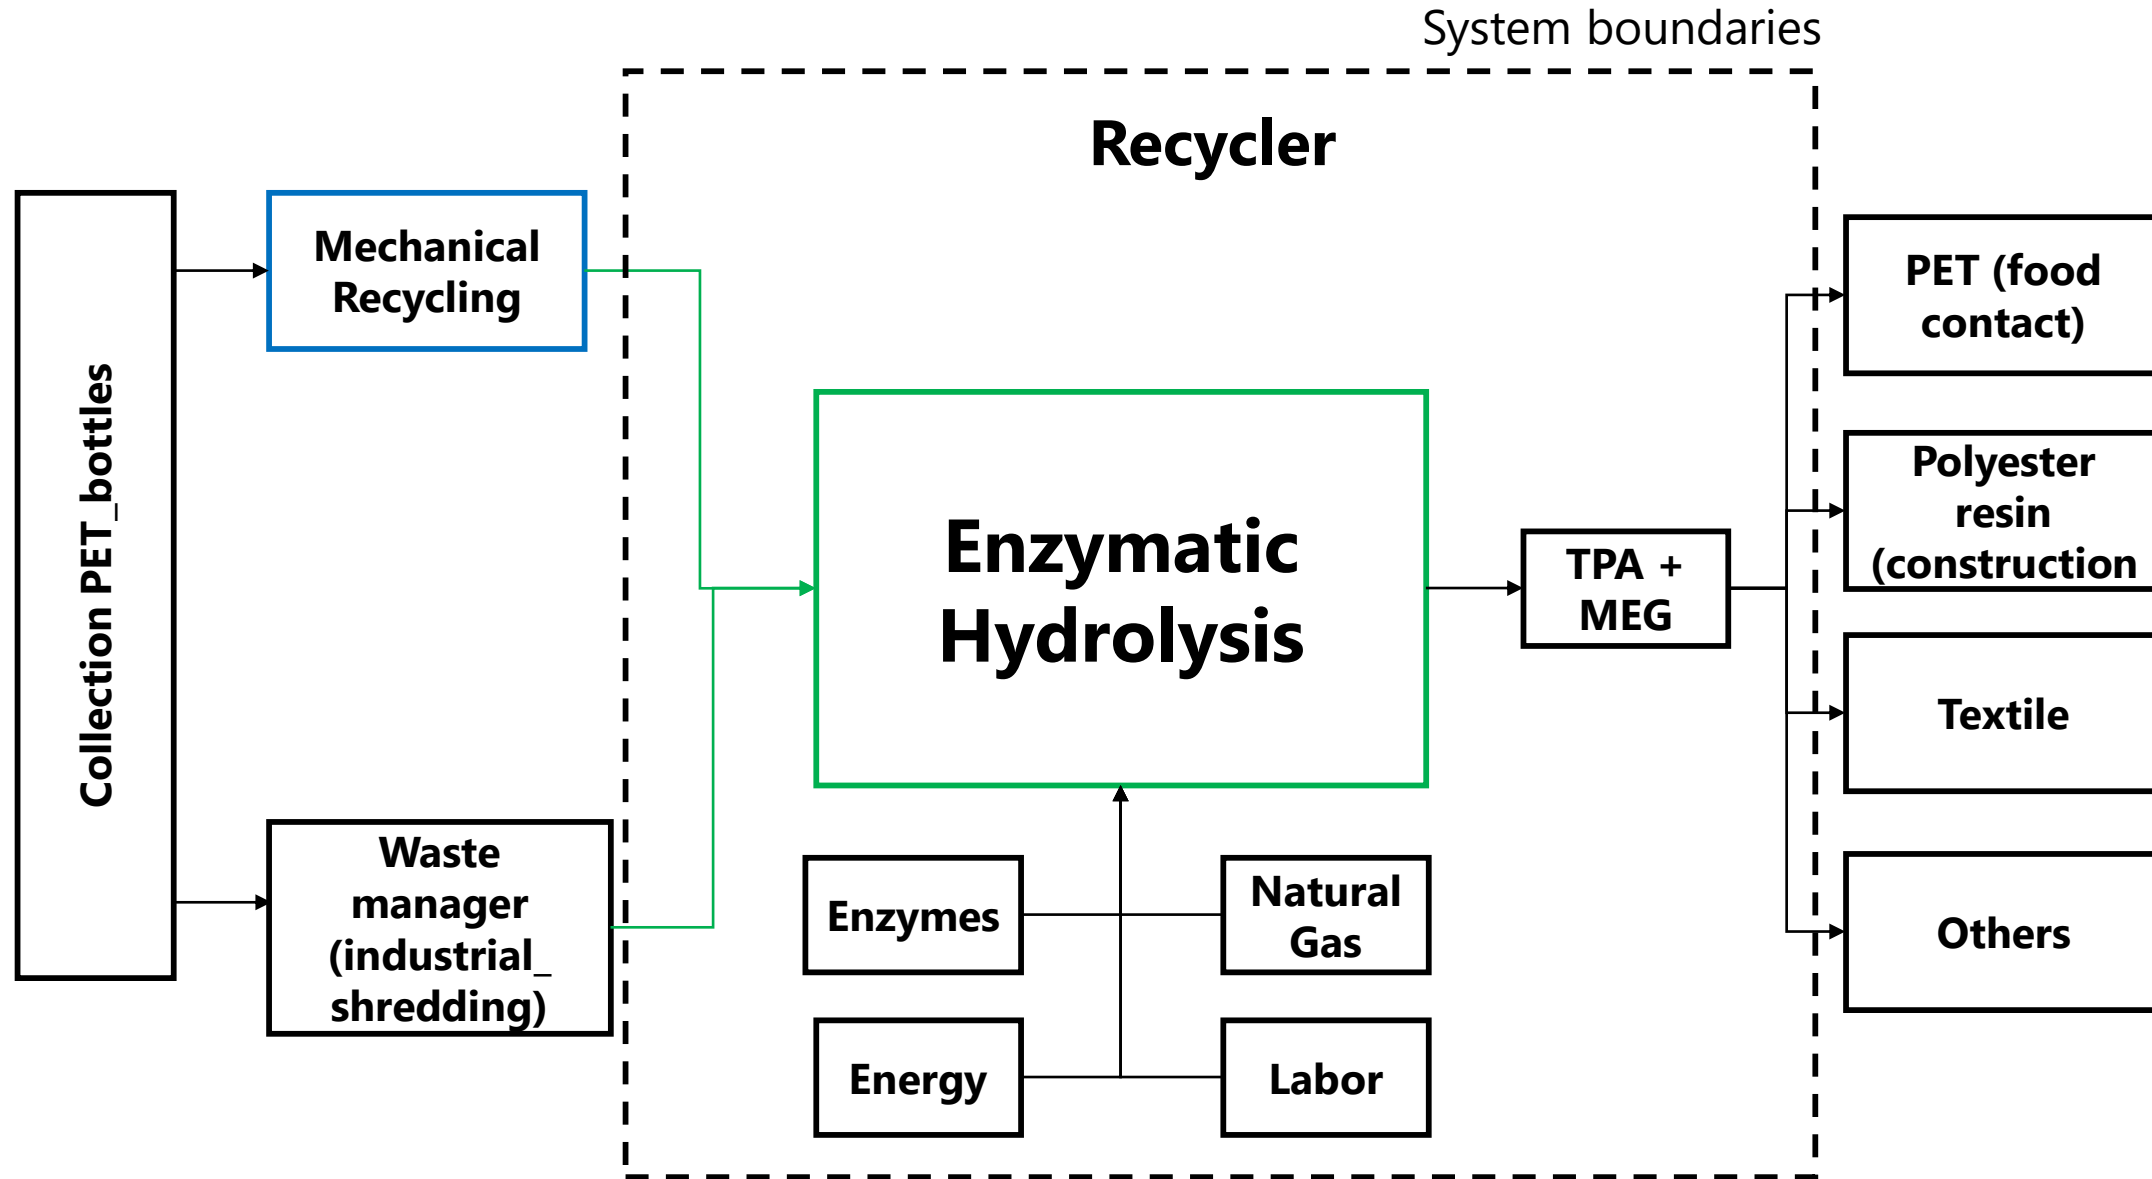 System boundaries
Recycler
Collection PET_bottles
Mechanical
Recycling
Waste
manager
(industrial_
shredding)
Enzymatic
Hydrolysis
Enzymes
Natural
Gas
Energy
Labor
TPA +
MEG
PET (food
contact)
Polyester
resin
(construction
Textile
Others